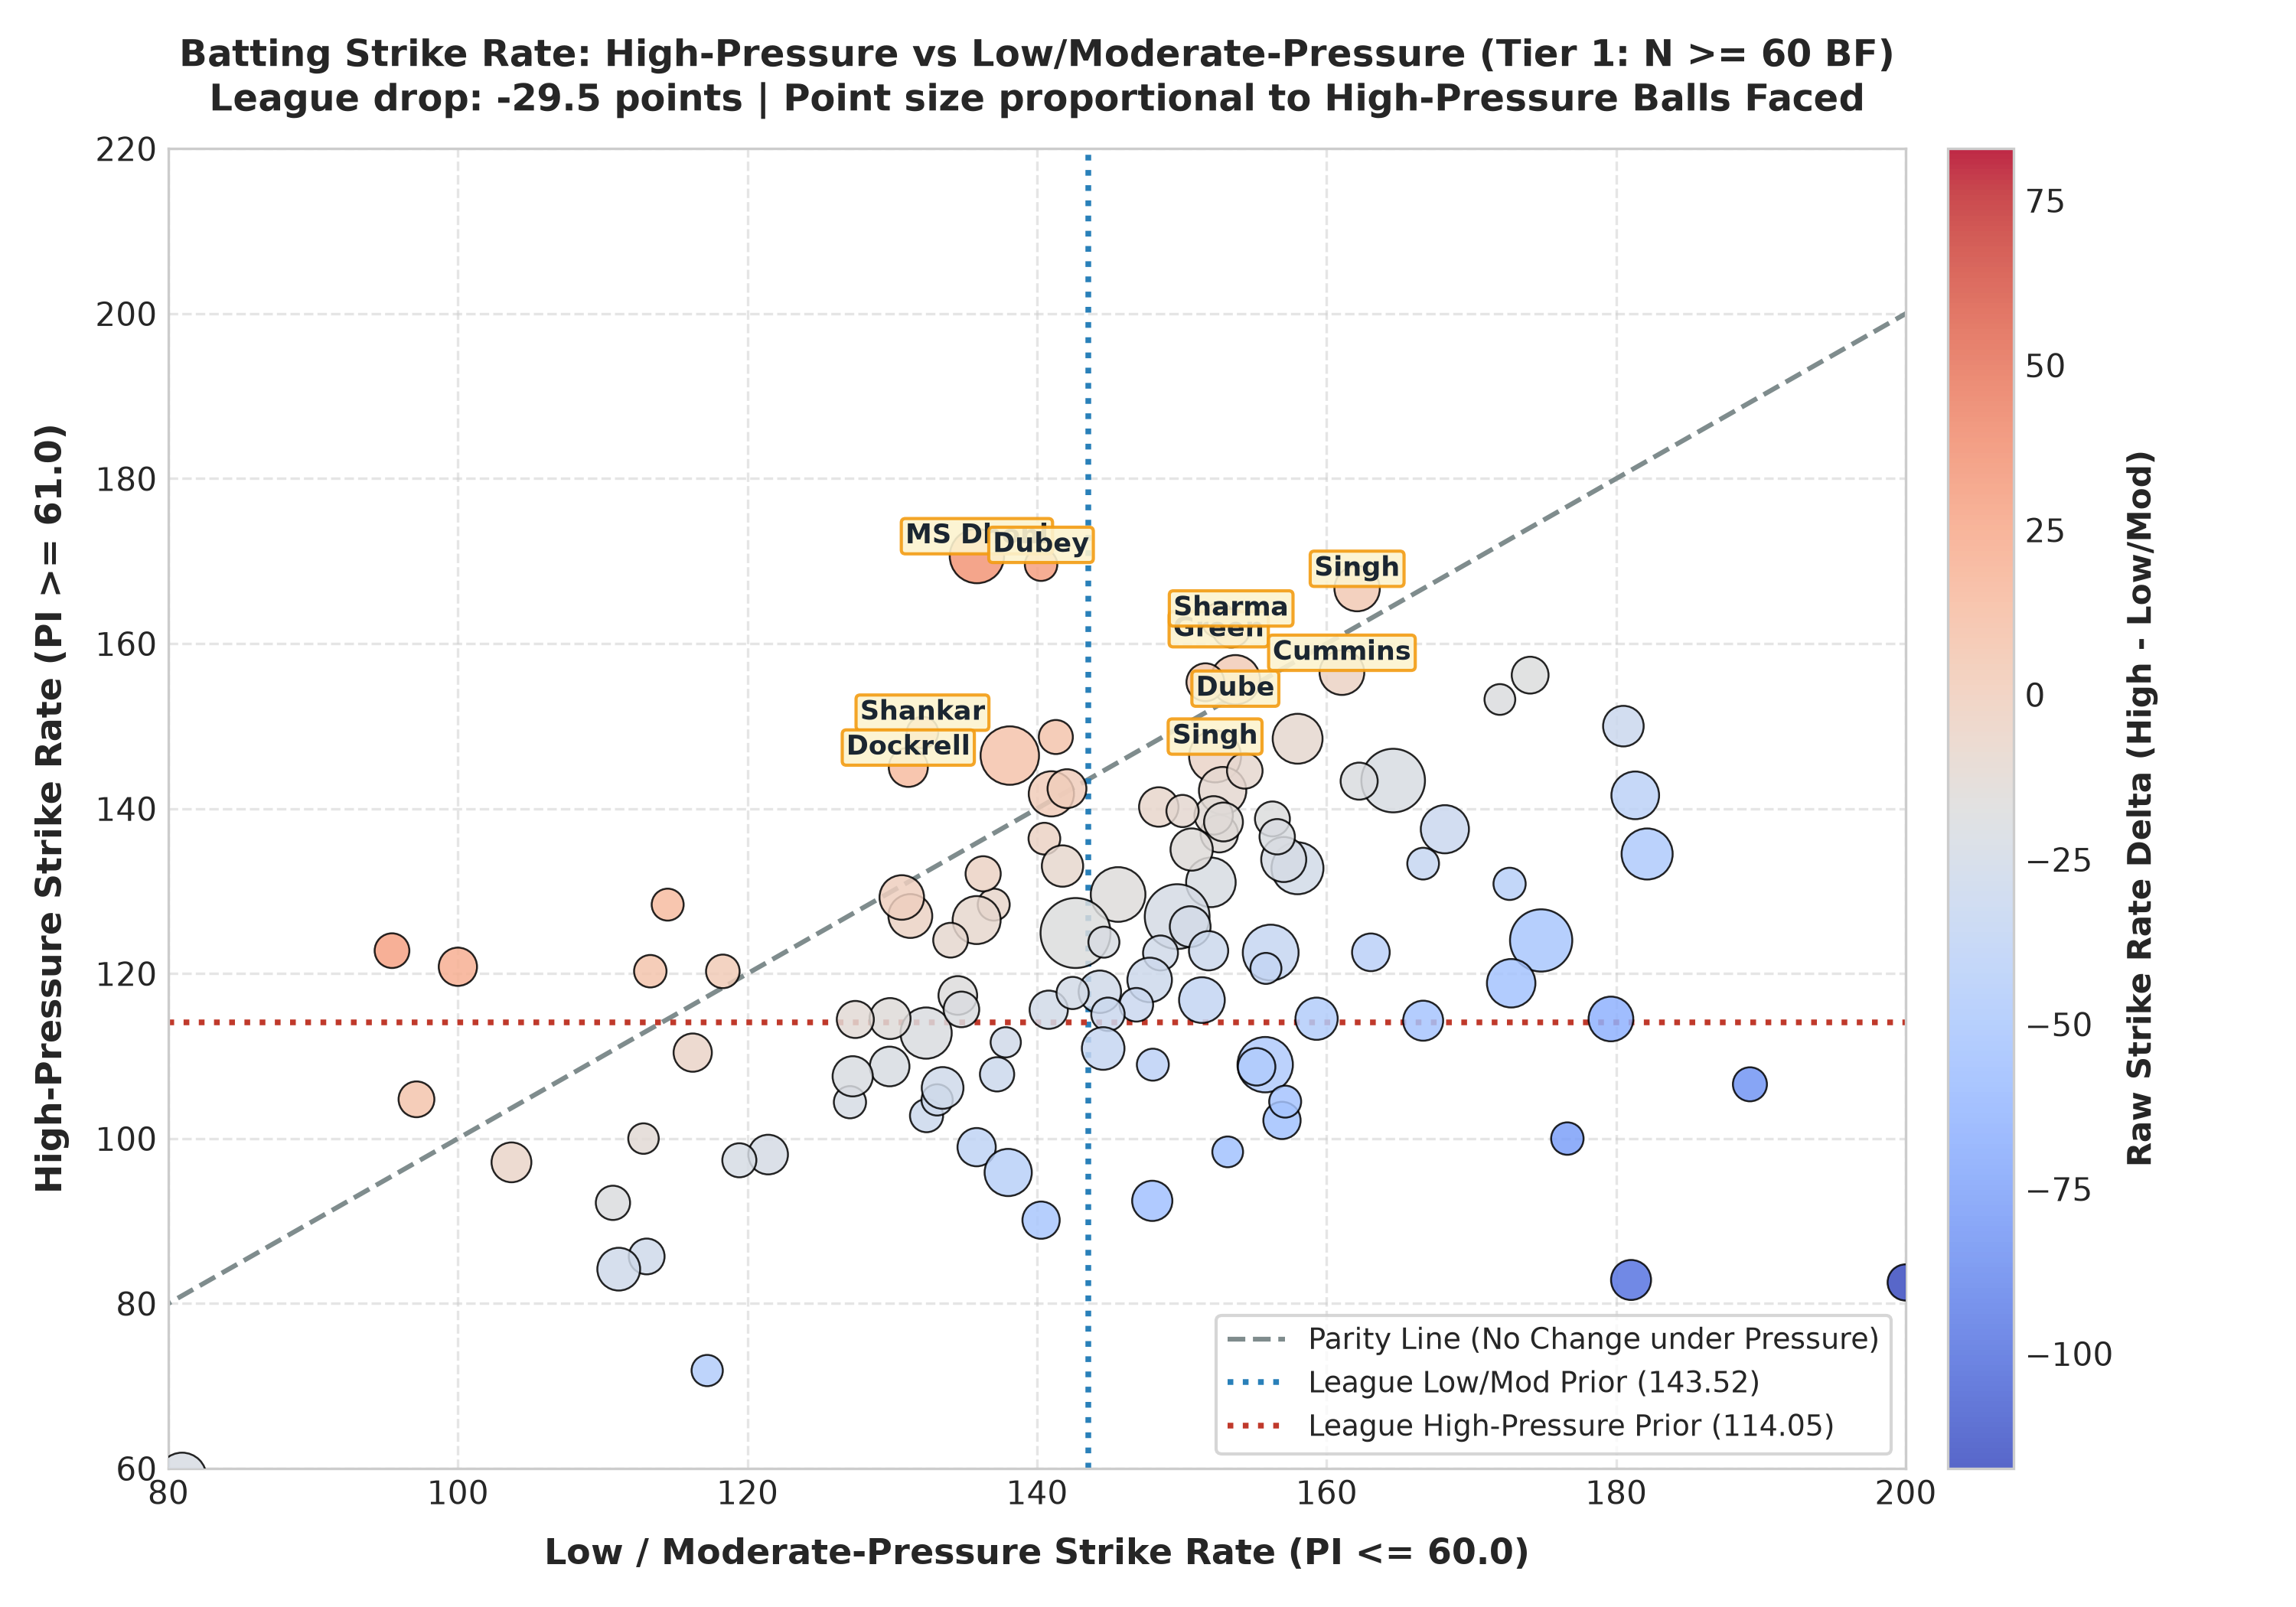 Batting Strike Rate: High-Pressure vs Low/Moderate-Pressure (Tier 1: N >= 60 BF)
League drop: -29.5 points | Point size proportional to High-Pressure Balls Faced
220
200
180
160
140
120
100
80
60
80
100
120
140
160
180
200
High-Pressure Strike Rate (PI >= 61.0)
Low / Moderate-Pressure Strike Rate (PI <= 60.0)
MS
Dubey
Singh
Sharma
Green
Cummins
Dube
Shankar
Singh
Dockrell
Parity Line (No Change under Pressure)
League Low/Mod Prior (143.52)
League High-Pressure Prior (114.05)
75
50
25
0
−25
−50
−75
−100
Raw Strike Rate Delta (High - Low/Mod)